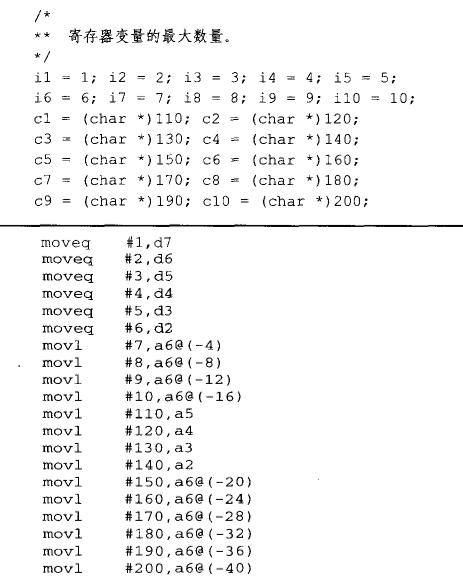 /*
** 寄存器变量的最大数量。
*/
i1 = 1; i2 = 2; i3 = 3; i4 = 4; i5 = 5;
i6 = 6; i7 = 7; i8 = 8; i9 = 9; i10 = 10;
c1 = (char *)110; c2 = (char *)120;
c3 = (char *)130; c4 = (char *)140;
c5 = (char *)150; c6 = (char *)160;
c7 = (char *)170; c8 = (char *)180;
c9 = (char *)190; c10 = (char *)200;
moveq #1,d7
moveq #2,d6
moveq #3,d5
moveq #4,d4
moveq #5,d3
moveq #6,d2
movl #7,a6@(-4)
movl #8,a6@(-8)
movl #9,a6@(-12)
movl #10,a6@(-16)
movl #110,a5
movl #120,a4
movl #130,a3
movl #140,a2
movl #150,a6@(-20)
movl #160,a6@(-24)
movl #170,a6@(-28)
movl #180,a6@(-32)
movl #190,a6@(-36)
movl #200,a6@(-40)